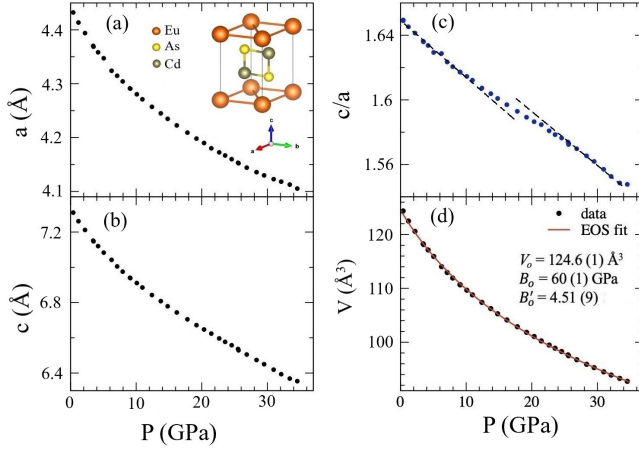 (a)
Eu
As
Cd
4.4
4.3
4.2
4.1
a (Å)
c
a
b
(b)
7.2
6.8
6.4
c (Å)
0
10
20
30
P (GPa)
(c)
1.64
1.6
1.56
c/a
(d)
data
EOS fit
V₀ = 124.6 (1) Å³
B₀ = 60 (1) GPa
B′₀ = 4.51 (9)
120
110
100
V (Å³)
0
10
20
30
P (GPa)